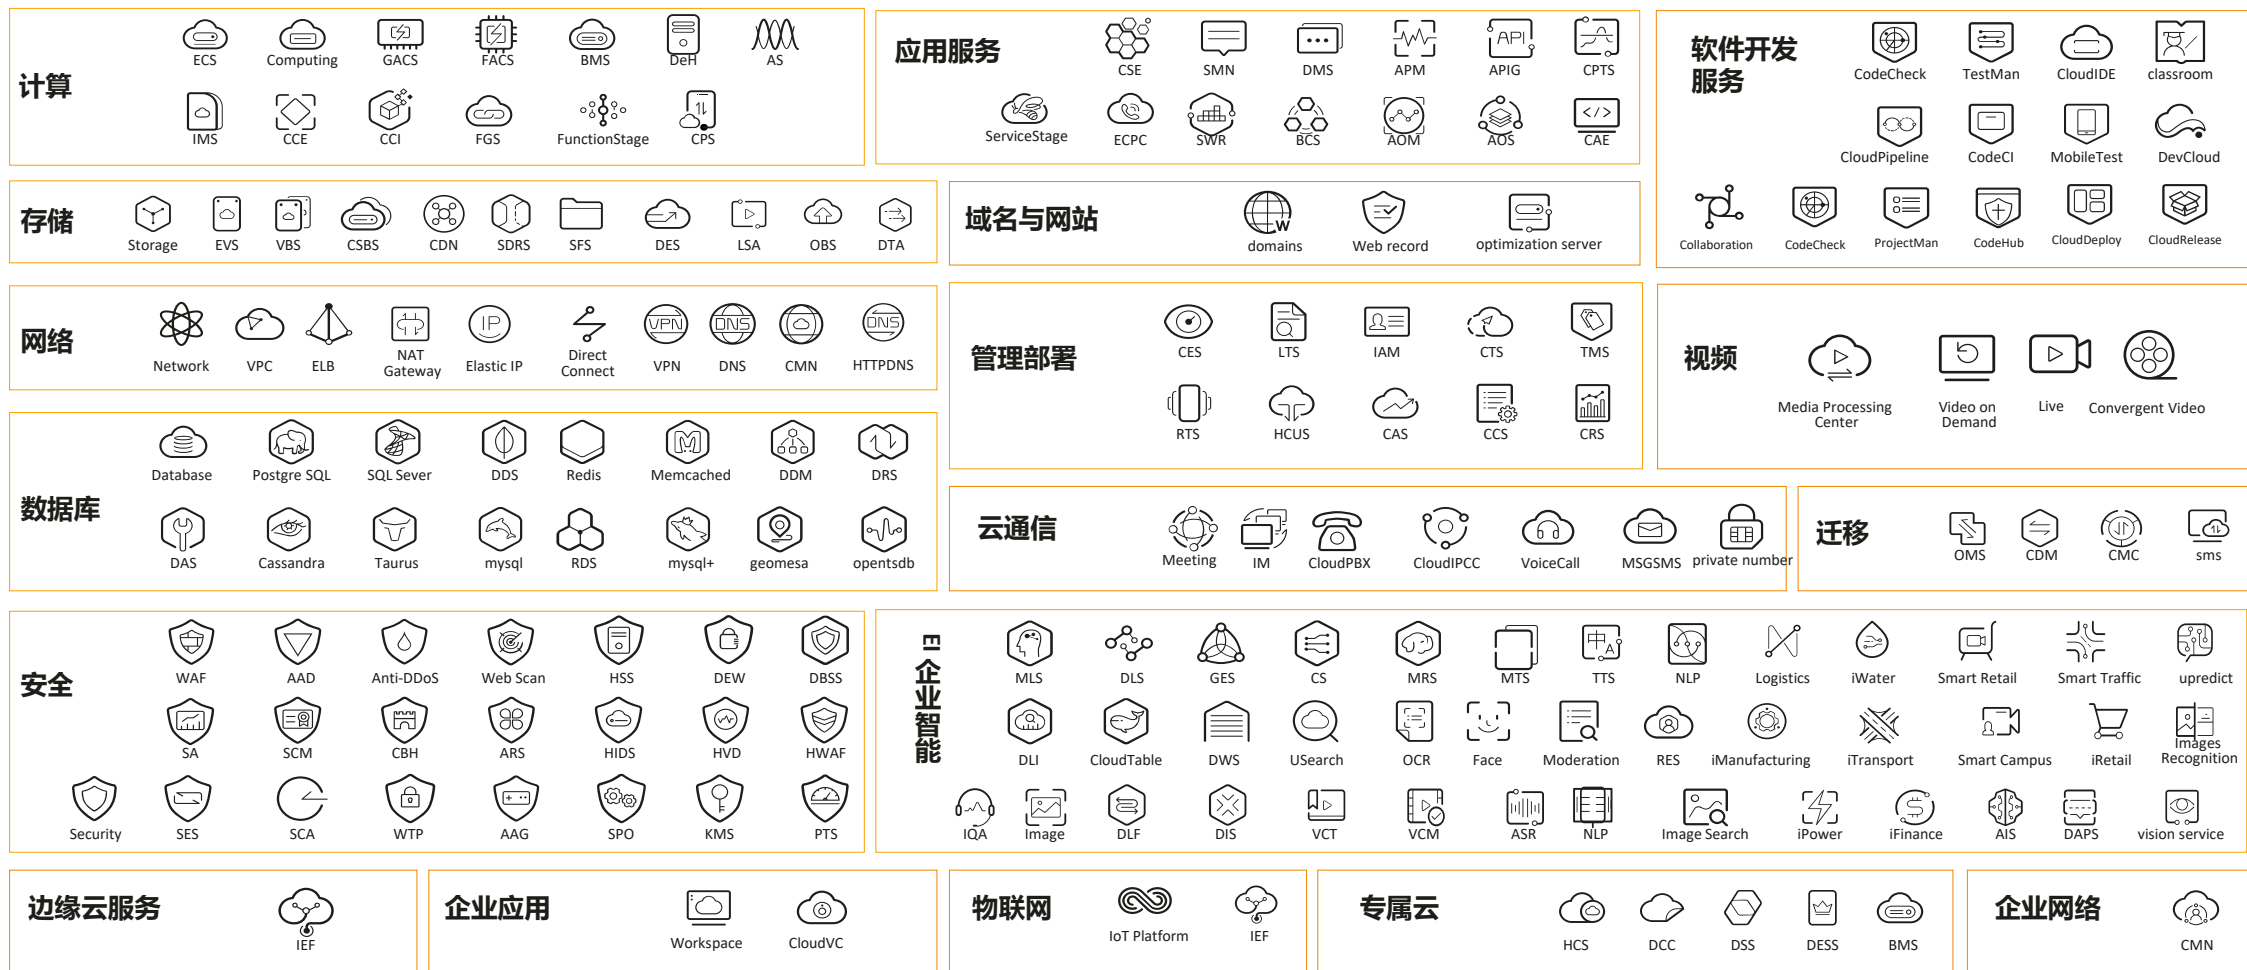 计算
ECS
Computing
GACS
FACS
BMS
DeH
AS
IMS
CCE
CCI
FGS
FunctionStage
CPS
应用服务
CSE
SMN
DMS
APM
API
APIG
CPTS
ServiceStage
ECPC
SWR
BCS
AOM
AOS
</>
CAE
软件开发
服务
CodeCheck
TestMan
CloudIDE
classroom
CloudPipeline
CodeCI
MobileTest
DevCloud
Collaboration
CodeCheck
ProjectMan
CodeHub
CloudDeploy
CloudRelease
存储
Storage
EVS
VBS
CSBS
CDN
SDRS
SFS
DES
LSA
OBS
DTA
域名与网站
W
domains
Web record
optimization server
网络
Network
VPC
ELB
NAT
Gateway
IP
Elastic IP
Direct
Connect
VPN
VPN
DNS
DNS
CMN
DNS
HTTPDNS
管理部署
CES
LTS
IAM
CTS
TMS
RTS
HCUS
CAS
CCS
CRS
视频
Media Processing
Center
Video on
Demand
Live
Convergent Video
数据库
Database
Postgre SQL
SQL Sever
DDS
Redis
M
Memcached
DDM
DRS
DAS
Cassandra
Taurus
mysql
RDS
mysql+
geomesa
opentsdb
云通信
Meeting
IM
CloudPBX
CloudIPCC
VoiceCall
MSGSMS
private number
迁移
OMS
CDM
CMC
sms
安全
WAF
AAD
Anti-DDoS
Web Scan
HSS
DEW
DBSS
SA
SCM
CBH
ARS
HIDS
HVD
HWAF
Security
SES
SCA
WTP
AAG
SPO
KMS
PTS
EI 企业智能
MLS
DLS
GES
CS
MRS
MTS
中
A
TTS
NLP
Logistics
iWater
Smart Retail
Smart Traffic
upredict
DLI
CloudTable
DWS
USearch
OCR
Face
Moderation
RES
iManufacturing
iTransport
Smart Campus
iRetail
Images
Recognition
IQA
Image
DLF
DIS
VCT
VCM
ASR
NLP
Image Search
iPower
iFinance
AIS
DAPS
vision service
边缘云服务
IEF
企业应用
Workspace
CloudVC
物联网
IoT Platform
IEF
专属云
HCS
DCC
DSS
DESS
BMS
企业网络
CMN